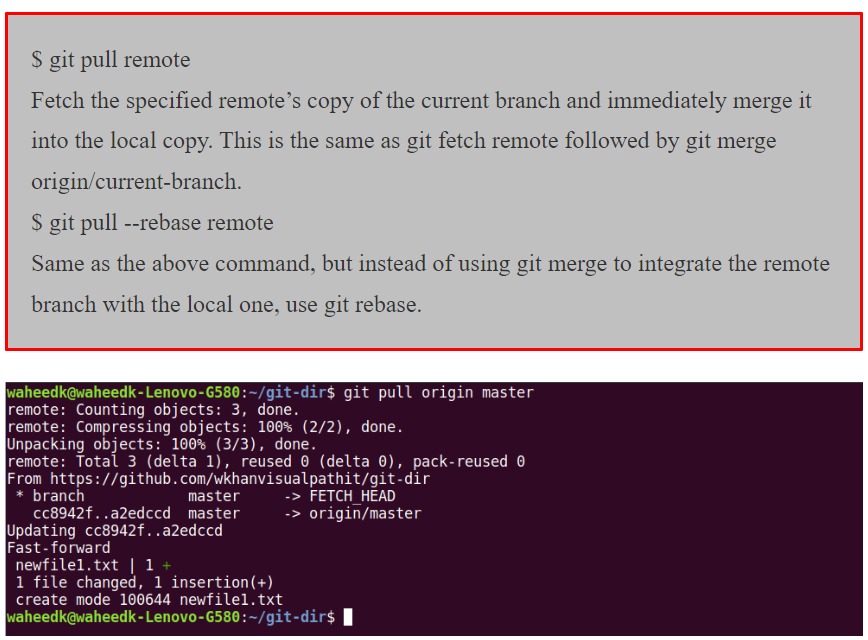 $ git pull remote
Fetch the specified remote’s copy of the current branch and immediately merge it
into the local copy. This is the same as git fetch remote followed by git merge
origin/current-branch.
$ git pull --rebase remote
Same as the above command, but instead of using git merge to integrate the remote
branch with the local one, use git rebase.
waheedk@waheedk-Lenovo-G580:~/git-dir$ git pull origin master
remote: Counting objects: 3, done.
remote: Compressing objects: 100% (2/2), done.
Unpacking objects: 100% (3/3), done.
remote: Total 3 (delta 1), reused 0 (delta 0), pack-reused 0
From https://github.com/wkhanvisualpathit/git-dir
 * branch            master     -> FETCH_HEAD
   cc8942f..a2edccd  master     -> origin/master
Updating cc8942f..a2edccd
Fast-forward
 newfile1.txt | 1 +
 1 file changed, 1 insertion(+)
 create mode 100644 newfile1.txt
waheedk@waheedk-Lenovo-G580:~/git-dir$